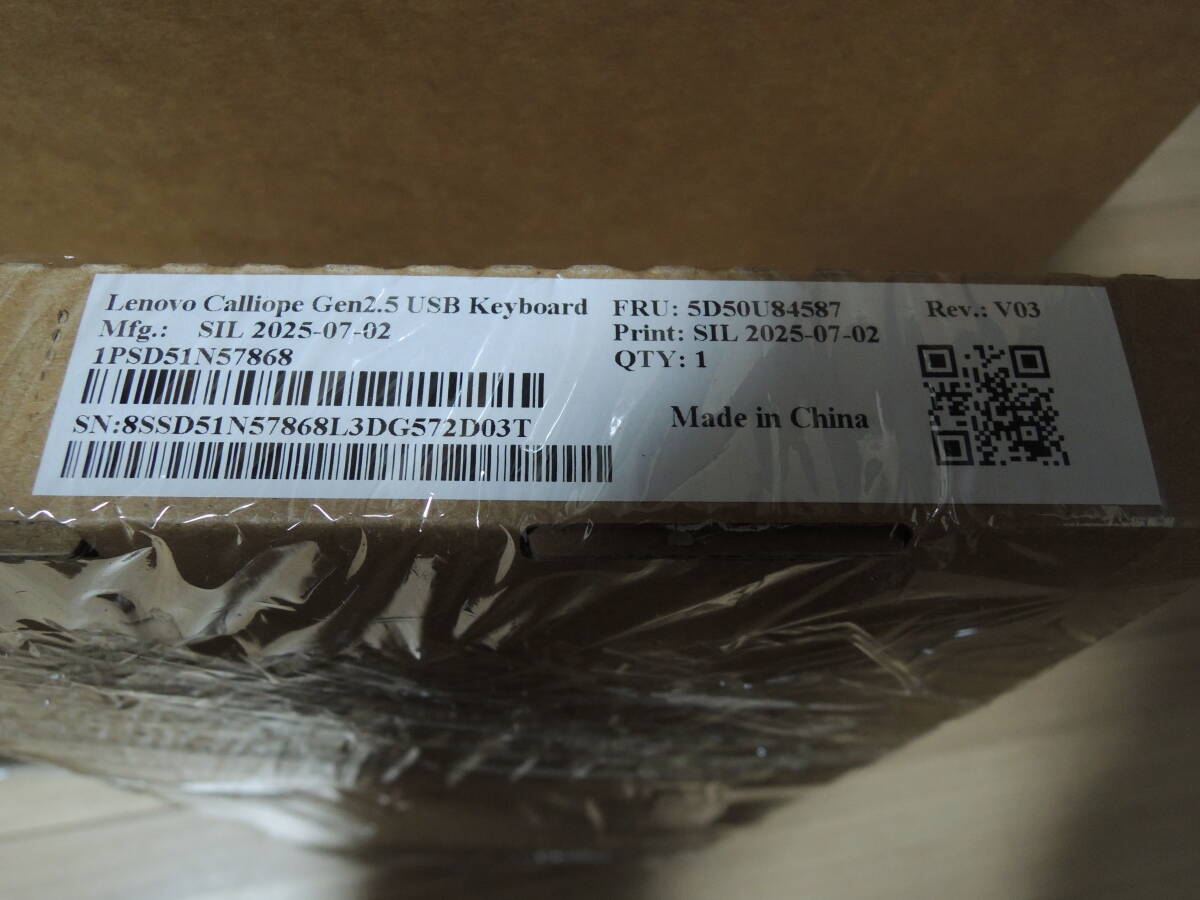 Lenovo Calliope Gen2.5 USB Keyboard FRU: 5D50U84587 Rev.: V03
Mfg.: SIL 2025-07-02 Print: SIL 2025-07-02
1PSD51N57868 QTY: 1
SN:8SSD51N57868L3DG572D03T Made in China